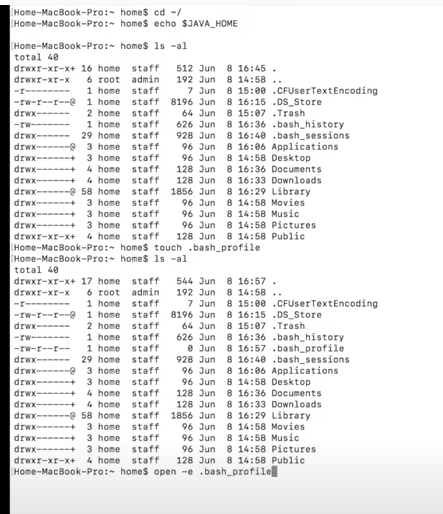 [Home-MacBook-Pro:~ home$ cd ~/
[Home-MacBook-Pro:~ home$ echo $JAVA_HOME
[Home-MacBook-Pro:~ home$ ls -al
total 40
drwxr-xr-x+ 16 home  staff   512 Jun  8 16:45 .
drwxr-xr-x   6 root  admin   192 Jun  8 14:58 ..
-r--------   1 home  staff     7 Jun  8 15:00 .CFUserTextEncoding
-rw-r--r--@  1 home  staff  8196 Jun  8 16:15 .DS_Store
drwx------   2 home  staff    64 Jun  8 15:07 .Trash
-rw-------   1 home  staff   626 Jun  8 16:36 .bash_history
drwx------  29 home  staff   928 Jun  8 16:40 .bash_sessions
drwx------@  3 home  staff    96 Jun  8 16:06 Applications
drwx------+  3 home  staff    96 Jun  8 14:58 Desktop
drwx------+  4 home  staff   128 Jun  8 16:36 Documents
drwx------+  4 home  staff   128 Jun  8 16:33 Downloads
drwx------@ 58 home  staff  1856 Jun  8 16:29 Library
drwx------+  3 home  staff    96 Jun  8 14:58 Movies
drwx------+  3 home  staff    96 Jun  8 14:58 Music
drwx------+  3 home  staff    96 Jun  8 14:58 Pictures
drwxr-xr-x+  4 home  staff   128 Jun  8 14:58 Public
[Home-MacBook-Pro:~ home$ touch .bash_profile
[Home-MacBook-Pro:~ home$ ls -al
total 40
drwxr-xr-x+ 17 home  staff   544 Jun  8 16:57 .
drwxr-xr-x   6 root  admin   192 Jun  8 14:58 ..
-r--------   1 home  staff     7 Jun  8 15:00 .CFUserTextEncoding
-rw-r--r--@  1 home  staff  8196 Jun  8 16:15 .DS_Store
drwx------   2 home  staff    64 Jun  8 15:07 .Trash
-rw-------   1 home  staff   626 Jun  8 16:36 .bash_history
-rw-r--r--   1 home  staff     0 Jun  8 16:57 .bash_profile
drwx------  29 home  staff   928 Jun  8 16:40 .bash_sessions
drwx------@  3 home  staff    96 Jun  8 16:06 Applications
drwx------+  3 home  staff    96 Jun  8 14:58 Desktop
drwx------+  4 home  staff   128 Jun  8 16:36 Documents
drwx------+  4 home  staff   128 Jun  8 16:33 Downloads
drwx------@ 58 home  staff  1856 Jun  8 16:29 Library
drwx------+  3 home  staff    96 Jun  8 14:58 Movies
drwx------+  3 home  staff    96 Jun  8 14:58 Music
drwx------+  3 home  staff    96 Jun  8 14:58 Pictures
drwxr-xr-x+  4 home  staff   128 Jun  8 14:58 Public
[Home-MacBook-Pro:~ home$ open -e .bash_profile